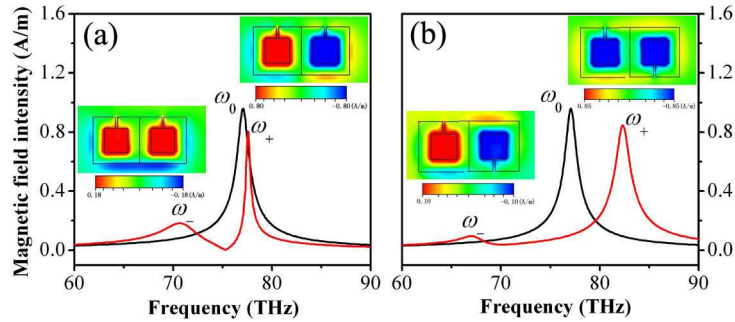 (a)
(b)
Magnetic field intensity (A/m)
1.6
1.2
0.8
0.4
0.0
60
70
80
90
Frequency (THz)
ω₀
ω₊
ω₋
0.80
-0.80 (A/m)
0.18
-0.18 (A/m)
60
70
80
90
Frequency (THz)
1.6
1.2
0.8
0.4
0.0
ω₀
ω₊
ω₋
0.85
-0.85 (A/m)
0.10
-0.10 (A/m)